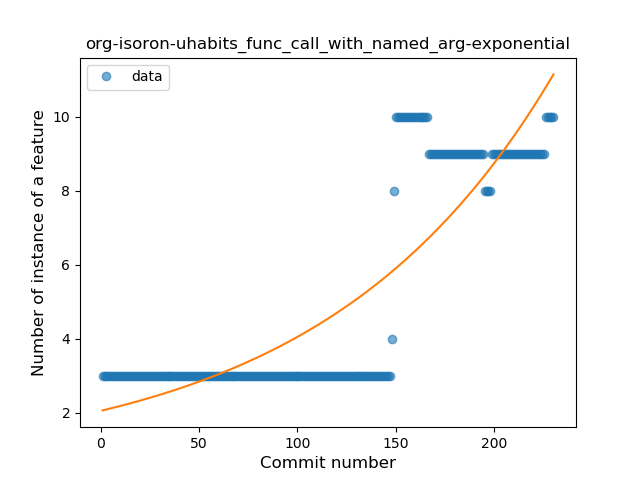 org-isoron-uhabits_func_call_with_named_arg-exponential
data
Number of instance of a feature
10
8
6
4
2
0
50
100
150
200
Commit number